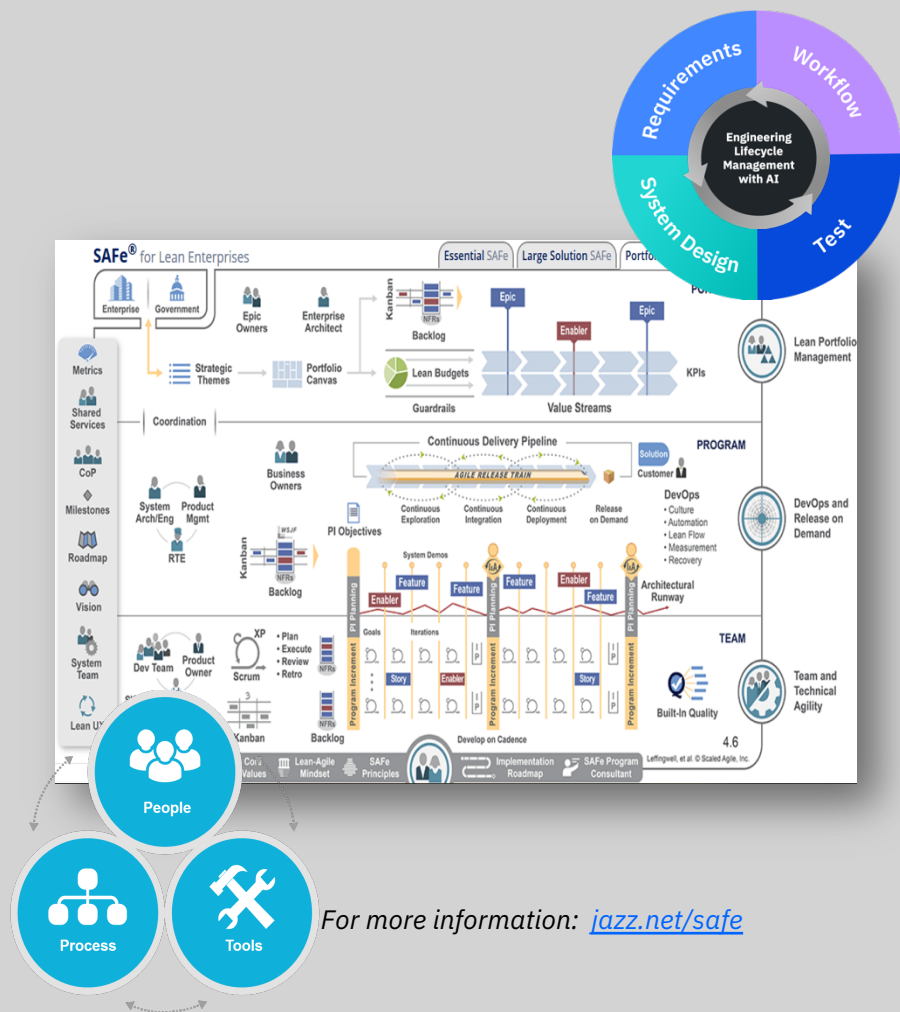 Requirements
Workflow
Engineering
Lifecycle
Management
with AI
System Design
Test
SAFe® for Lean Enterprises
Essential SAFe
Large Solution SAFe
Enterprise
Government
Epic
Owners
Enterprise
Architect
Kanban
NFRs
Backlog
Epic
Enabler
Epic
Strategic
Themes
Portfolio
Canvas
Lean Budgets
Guardrails
Value Streams
KPIs
Lean Portfolio
Management
Metrics
Shared
Services
CoP
Milestones
Roadmap
Vision
System
Team
Coordination
Business
Owners
Continuous Delivery Pipeline
AGILE RELEASE TRAIN
Continuous
Exploration
Continuous
Integration
Continuous
Deployment
Release
on Demand
PROGRAM
Solution
Customer
DevOps
• Culture
• Automation
• Lean Flow
• Measurement
• Recovery
DevOps and
Release on
Demand
System
Arch/Eng
Product
Mgmt
RTE
PI Objectives
Kanban
WSJF
NFRs
Backlog
System Demos
Enabler
Feature
Feature
Feature
Enabler
Feature
Architectural
Runway
PI Planning
PI Planning
PI Planning
I&A
I&A
TEAM
Dev Team
Product
Owner
XP
Scrum
• Plan
• Execute
• Review
• Retro
NFRs
Goals
Iterations
Story
Enabler
Story
IP
IP
IP
IP
Program Increment
Program Increment
Program Increment
Built-In Quality
Team and
Technical
Agility
3
Kanban
NFRs
Backlog
Develop on Cadence
4.6
Leffingwell, et al. © Scaled Agile, Inc.
Values
Lean-Agile
Mindset
SAFe
Principles
Implementation
Roadmap
SAFe Program
Consultant
People
Process
Tools
For more information: jazz.net/safe